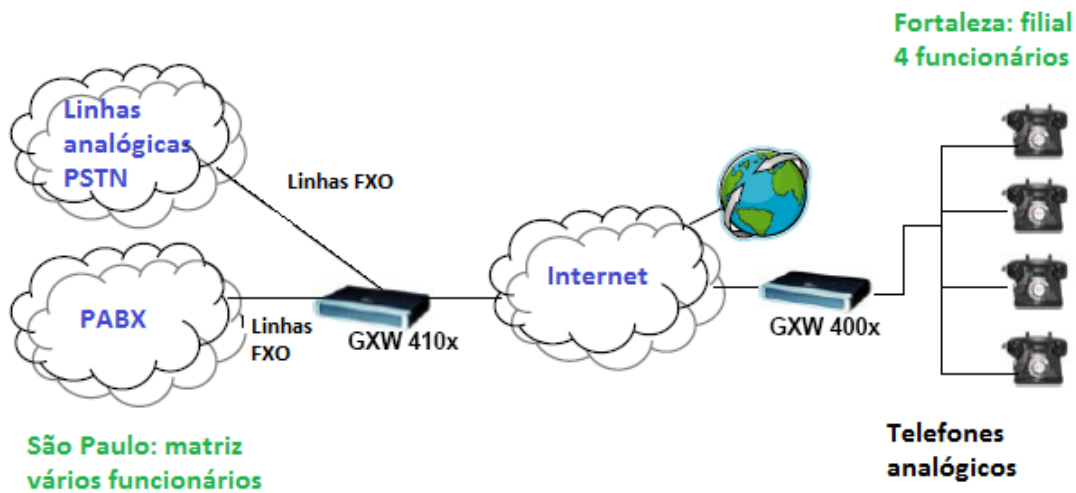 Fortaleza: filial
4 funcionários
Linhas
analógicas
PSTN
Linhas FXO
Internet
PABX
Linhas
FXO
GXW 410x
GXW 400x
São Paulo: matriz
vários funcionários
Telefones
analógicos